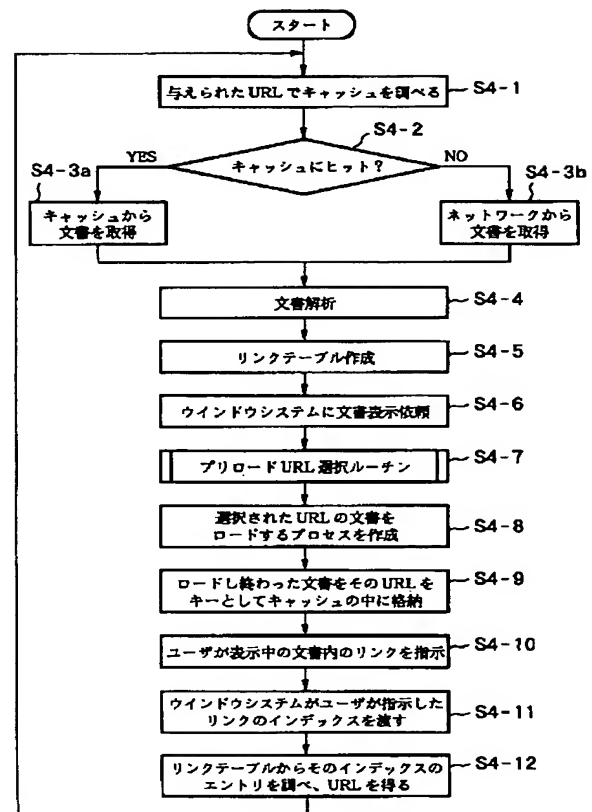 スタート
与えられたURLでキャッシュを調べる
S4-1
S4-2
キャッシュにヒット?
YES
NO
S4-3a
S4-3b
キャッシュから
文書を取得
ネットワークから
文書を取得
文書解析
S4-4
リンクテーブル作成
S4-5
ウインドウシステムに文書表示依頼
S4-6
プリロードURL選択ルーチン
S4-7
選択されたURLの文書を
ロードするプロセスを作成
S4-8
ロードし終わった文書をそのURLを
キーとしてキャッシュの中に格納
S4-9
ユーザが表示中の文書内のリンクを指示
S4-10
ウインドウシステムがユーザが指示した
リンクのインデックスを渡す
S4-11
リンクテーブルからそのインデックスの
エントリを調べ、URLを得る
S4-12